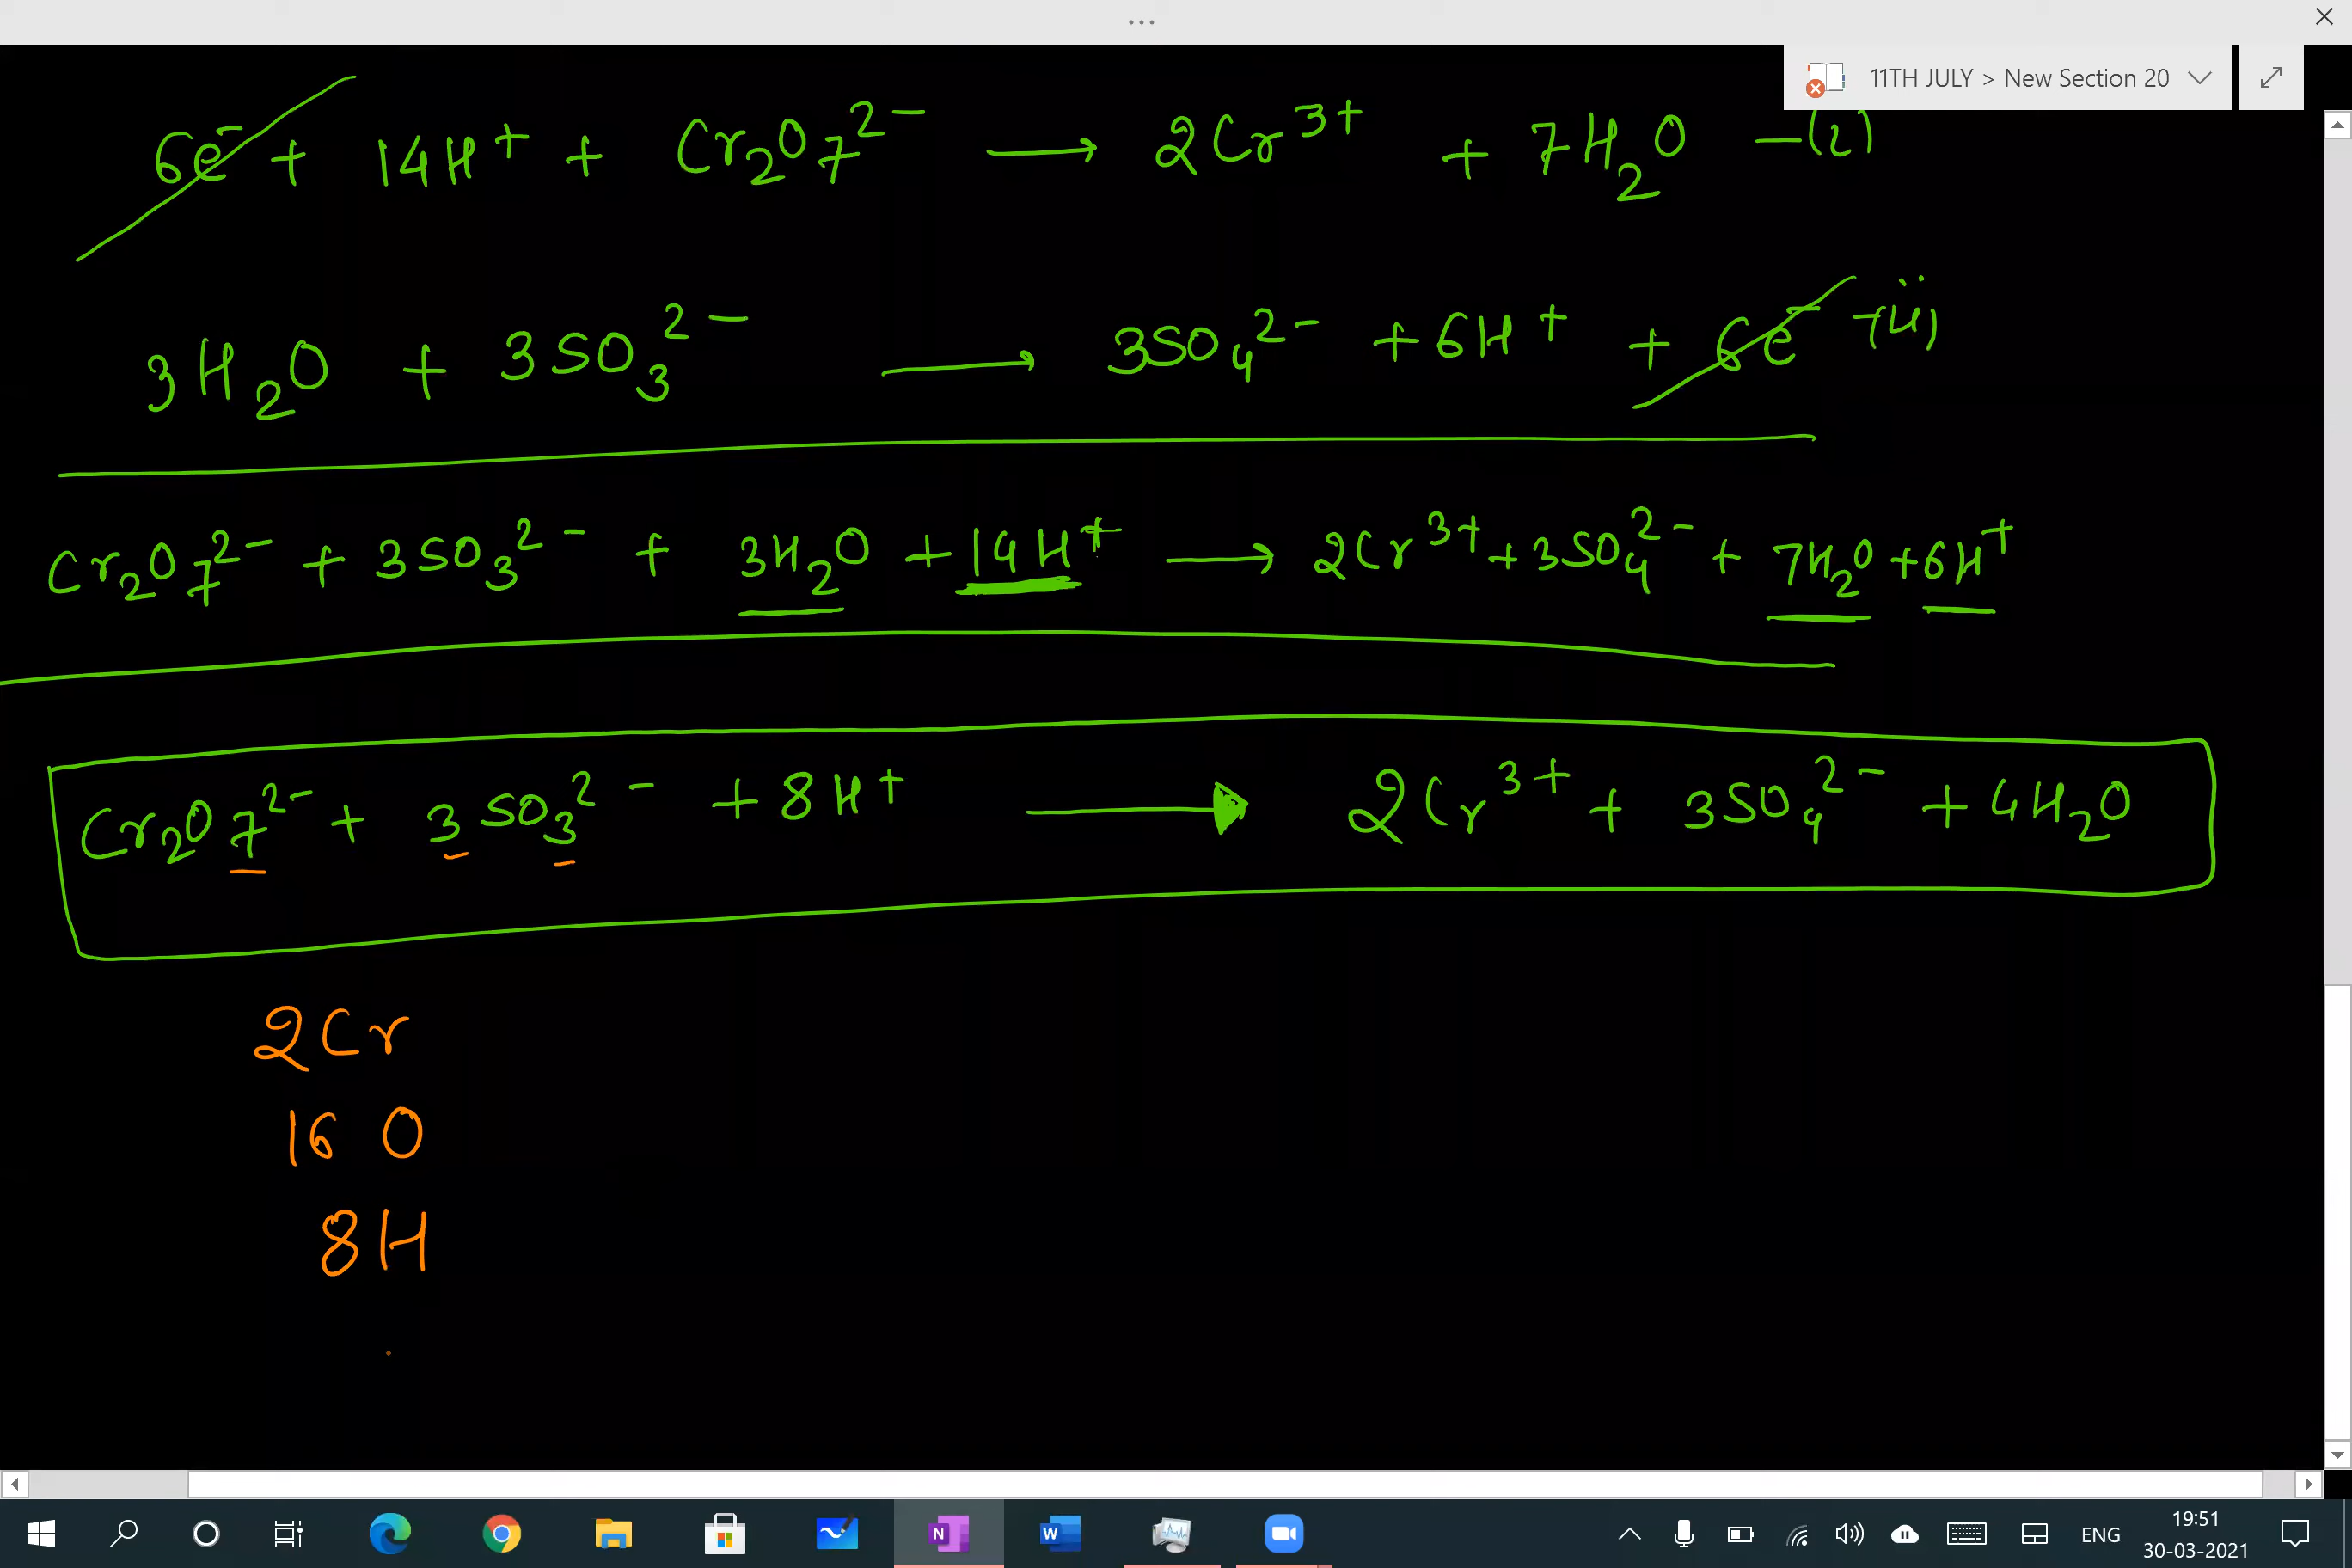 11TH JULY > New Section 20
6e⁻ + 14H⁺ + Cr₂O₇²⁻ ⟶ 2Cr³⁺ + 7H₂O –(i)
3H₂O + 3SO₃²⁻ ⟶ 3SO₄²⁻ + 6H⁺ + 6e⁻ –(ii)
Cr₂O₇²⁻ + 3SO₃²⁻ + 3H₂O + 14H⁺ ⟶ 2Cr³⁺ + 3SO₄²⁻ + 7H₂O + 6H⁺
Cr₂O₇²⁻ + 3SO₃²⁻ + 8H⁺ ⟶ 2Cr³⁺ + 3SO₄²⁻ + 4H₂O
2Cr
16 O
8H
ENG
19:51
30-03-2021